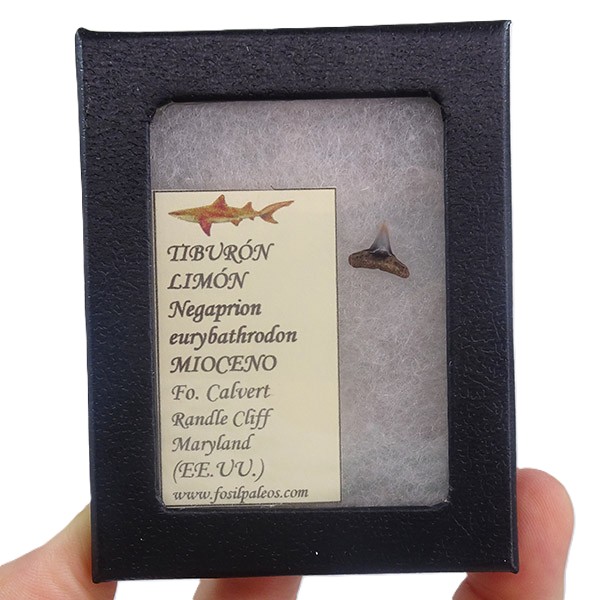 TIBURÓN
LIMÓN
Negaprion
eurybathrodon
MIOCENO
Fo. Calvert
Randle Cliff
Maryland
(EE.UU.)
www.fosilpaleos.com